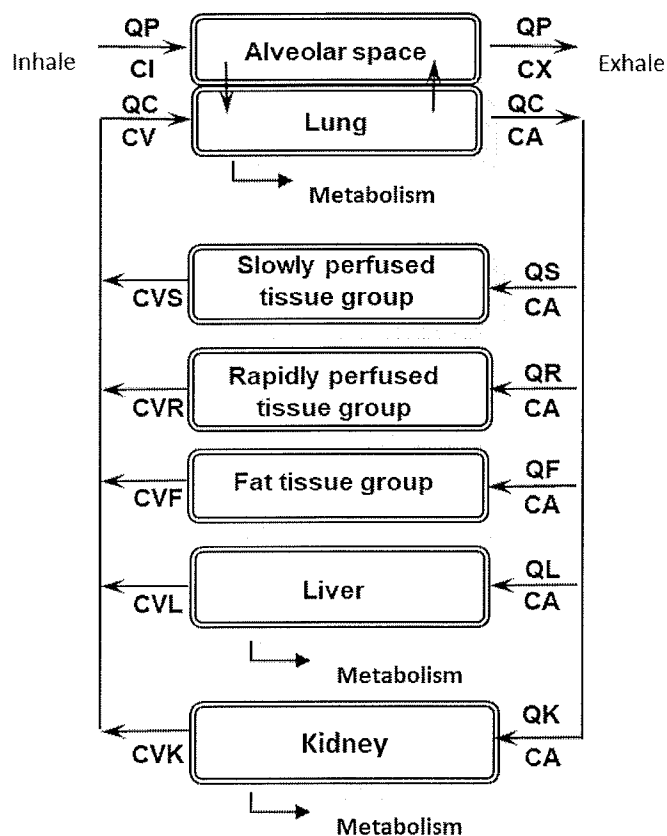 QP
QP
Inhale
Alveolar space
Exhale
CI
CX
QC
QC
Lung
CV
CA
Metabolism
Slowly perfused
tissue group
QS
CVS
CA
Rapidly perfused
tissue group
QR
CVR
CA
Fat tissue group
QF
CVF
CA
Liver
QL
CVL
CA
Metabolism
Kidney
QK
CVK
CA
Metabolism